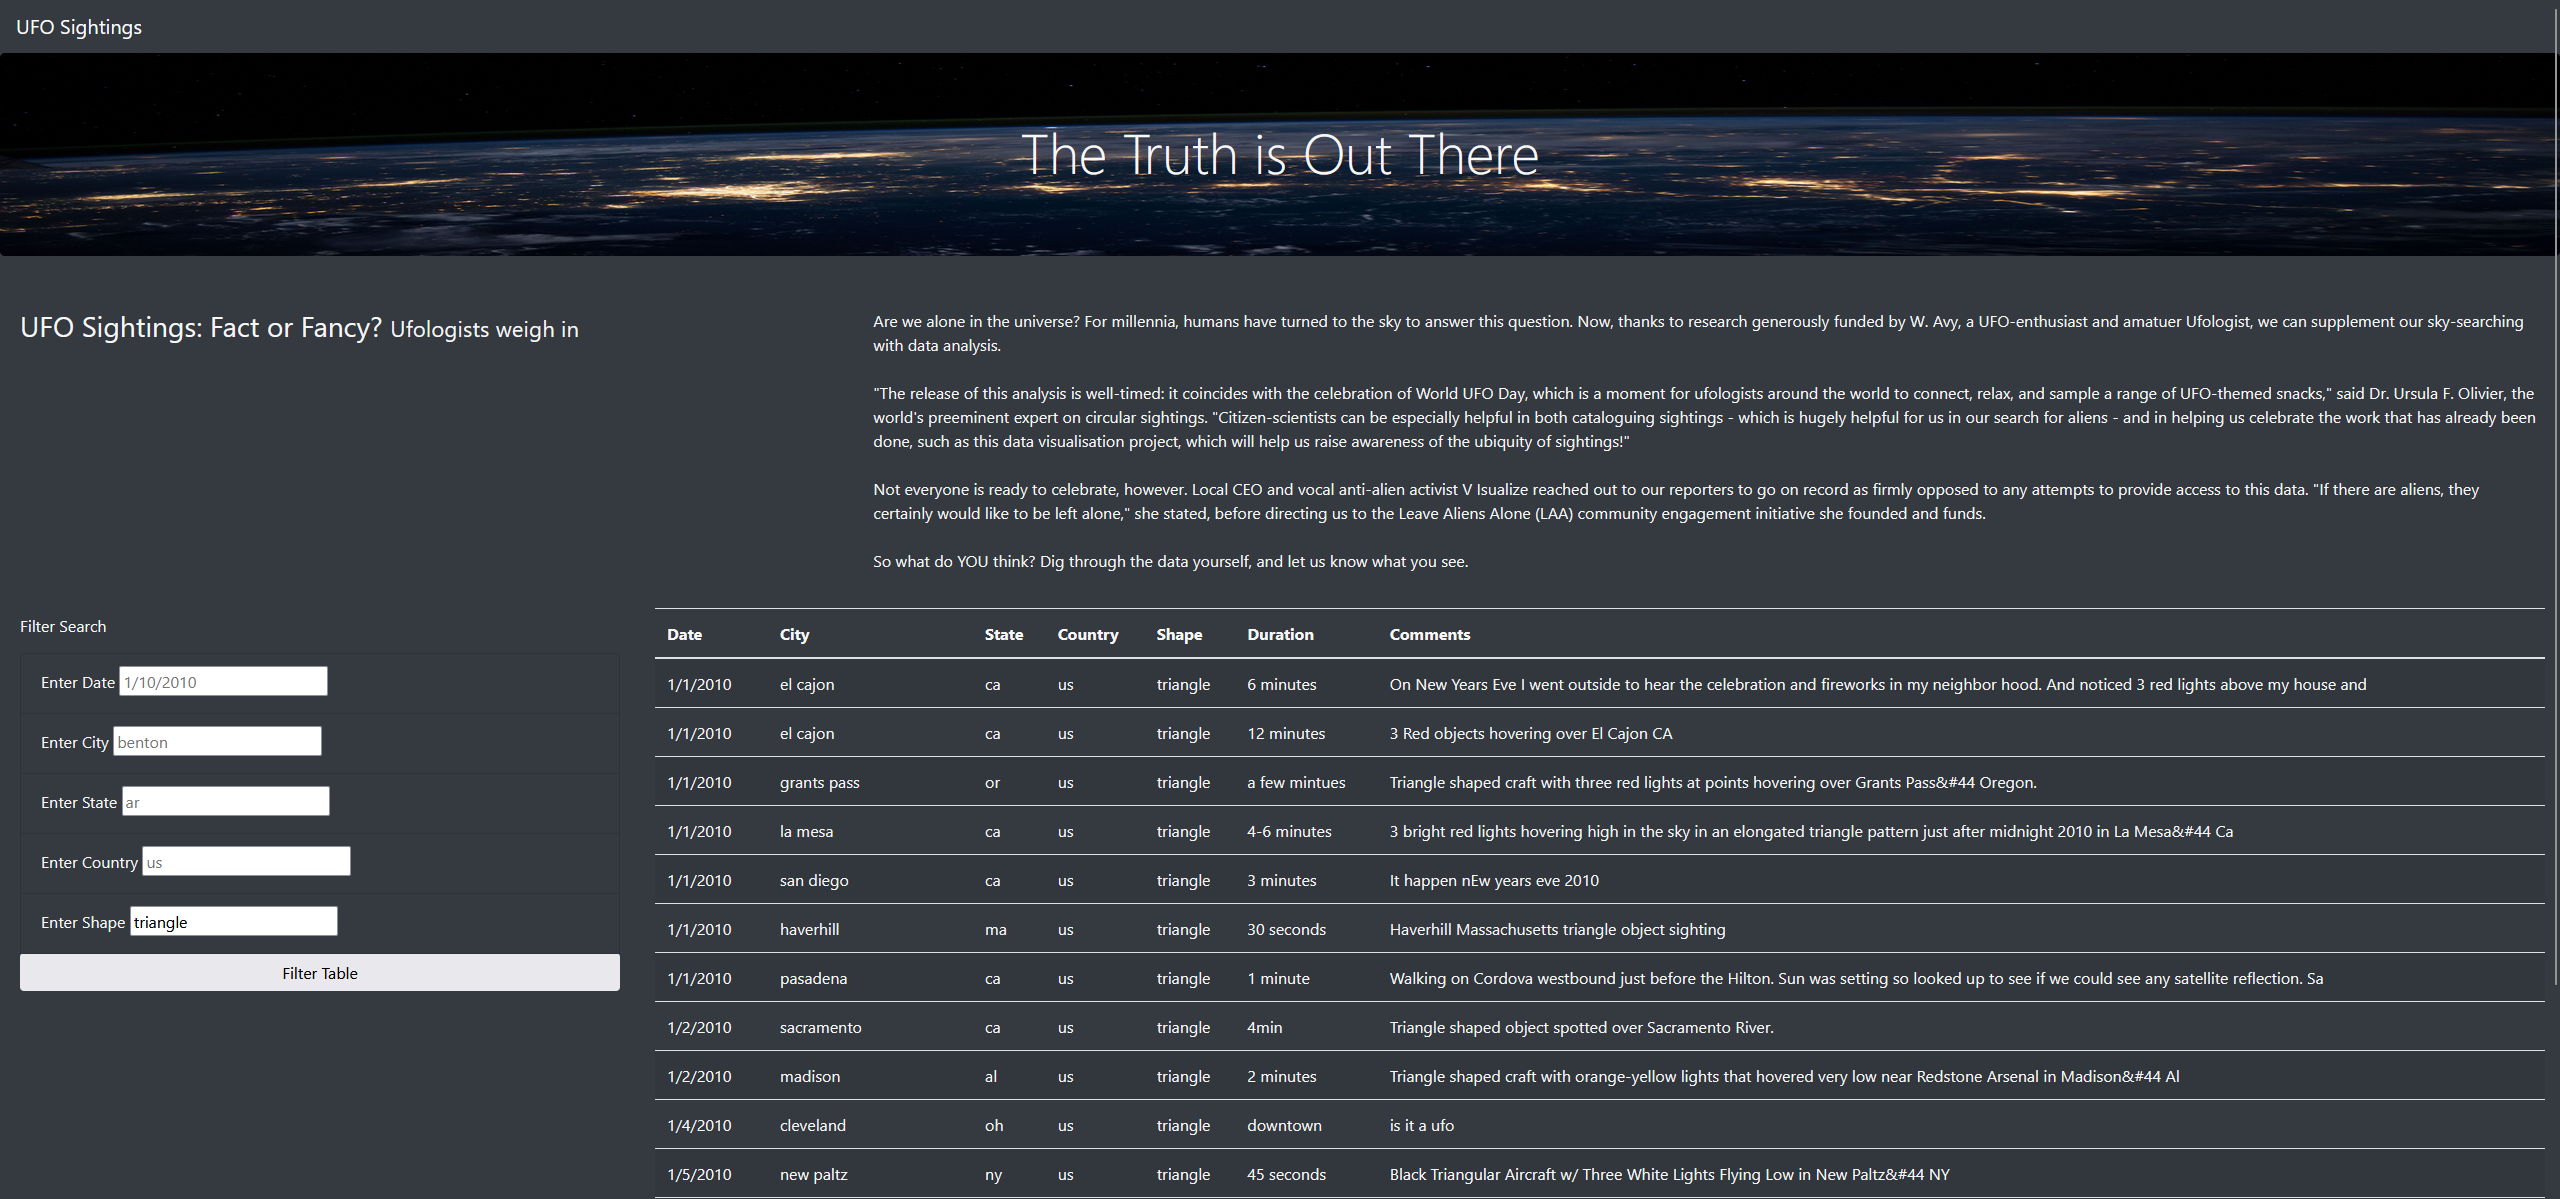 UFO Sightings
The Truth is Out There
UFO Sightings: Fact or Fancy? Ufologists weigh in
Are we alone in the universe? For millennia, humans have turned to the sky to answer this question. Now, thanks to research generously funded by W. Avy, a UFO-enthusiast and amatuer Ufologist, we can supplement our sky-searching
with data analysis.
"The release of this analysis is well-timed: it coincides with the celebration of World UFO Day, which is a moment for ufologists around the world to connect, relax, and sample a range of UFO-themed snacks," said Dr. Ursula F. Olivier, the
world's preeminent expert on circular sightings. "Citizen-scientists can be especially helpful in both cataloguing sightings - which is hugely helpful for us in our search for aliens - and in helping us celebrate the work that has already been
done, such as this data visualisation project, which will help us raise awareness of the ubiquity of sightings!"
Not everyone is ready to celebrate, however. Local CEO and vocal anti-alien activist V Isualize reached out to our reporters to go on record as firmly opposed to any attempts to provide access to this data. "If there are aliens, they
certainly would like to be left alone," she stated, before directing us to the Leave Aliens Alone (LAA) community engagement initiative she founded and funds.
So what do YOU think? Dig through the data yourself, and let us know what you see.
Filter Search
Enter Date 1/10/2010
Enter City benton
Enter State ar
Enter Country us
Enter Shape triangle
Filter Table
Date City State Country Shape Duration Comments
1/1/2010 el cajon ca us triangle 6 minutes On New Years Eve I went outside to hear the celebration and fireworks in my neighbor hood. And noticed 3 red lights above my house and
1/1/2010 el cajon ca us triangle 12 minutes 3 Red objects hovering over El Cajon CA
1/1/2010 grants pass or us triangle a few mintues Triangle shaped craft with three red lights at points hovering over Grants Pass&#44 Oregon.
1/1/2010 la mesa ca us triangle 4-6 minutes 3 bright red lights hovering high in the sky in an elongated triangle pattern just after midnight 2010 in La Mesa&#44 Ca
1/1/2010 san diego ca us triangle 3 minutes It happen nEw years eve 2010
1/1/2010 haverhill ma us triangle 30 seconds Haverhill Massachusetts triangle object sighting
1/1/2010 pasadena ca us triangle 1 minute Walking on Cordova westbound just before the Hilton. Sun was setting so looked up to see if we could see any satellite reflection. Sa
1/2/2010 sacramento ca us triangle 4min Triangle shaped object spotted over Sacramento River.
1/2/2010 madison al us triangle 2 minutes Triangle shaped craft with orange-yellow lights that hovered very low near Redstone Arsenal in Madison&#44 Al
1/4/2010 cleveland oh us triangle downtown is it a ufo
1/5/2010 new paltz ny us triangle 45 seconds Black Triangular Aircraft w/ Three White Lights Flying Low in New Paltz&#44 NY